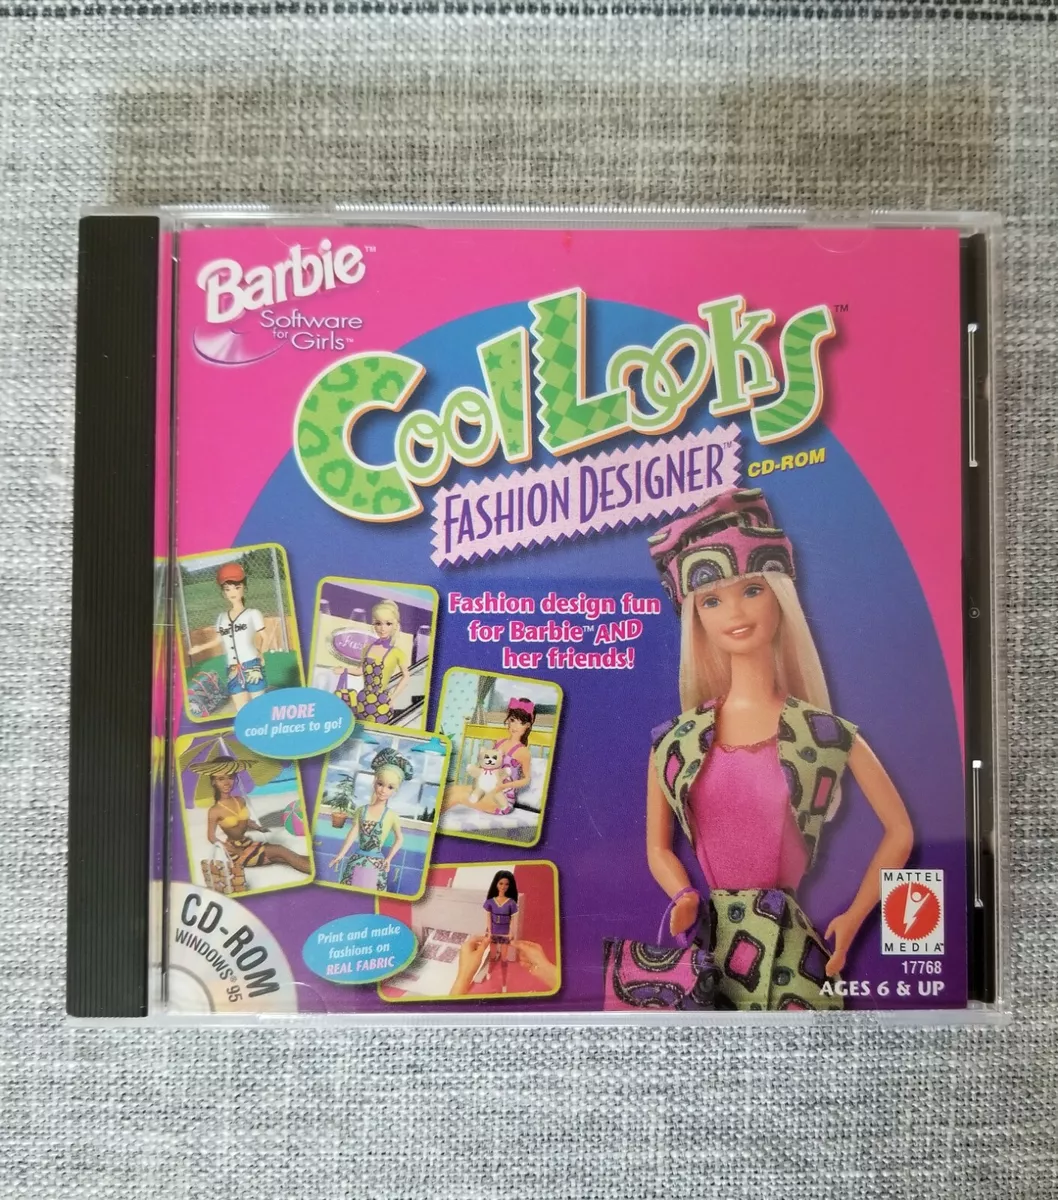 Barbie™
Software
for
Girls™
Cool Looks™
FASHION DESIGNER™
CD-ROM
Fashion design fun
for Barbie™ AND
her friends!
Barbie
MORE
cool places to go!
Print and make
fashions on
REAL FABRIC
CD-ROM
WINDOWS® 95
MATTEL
MEDIA™
17768
AGES 6 & UP